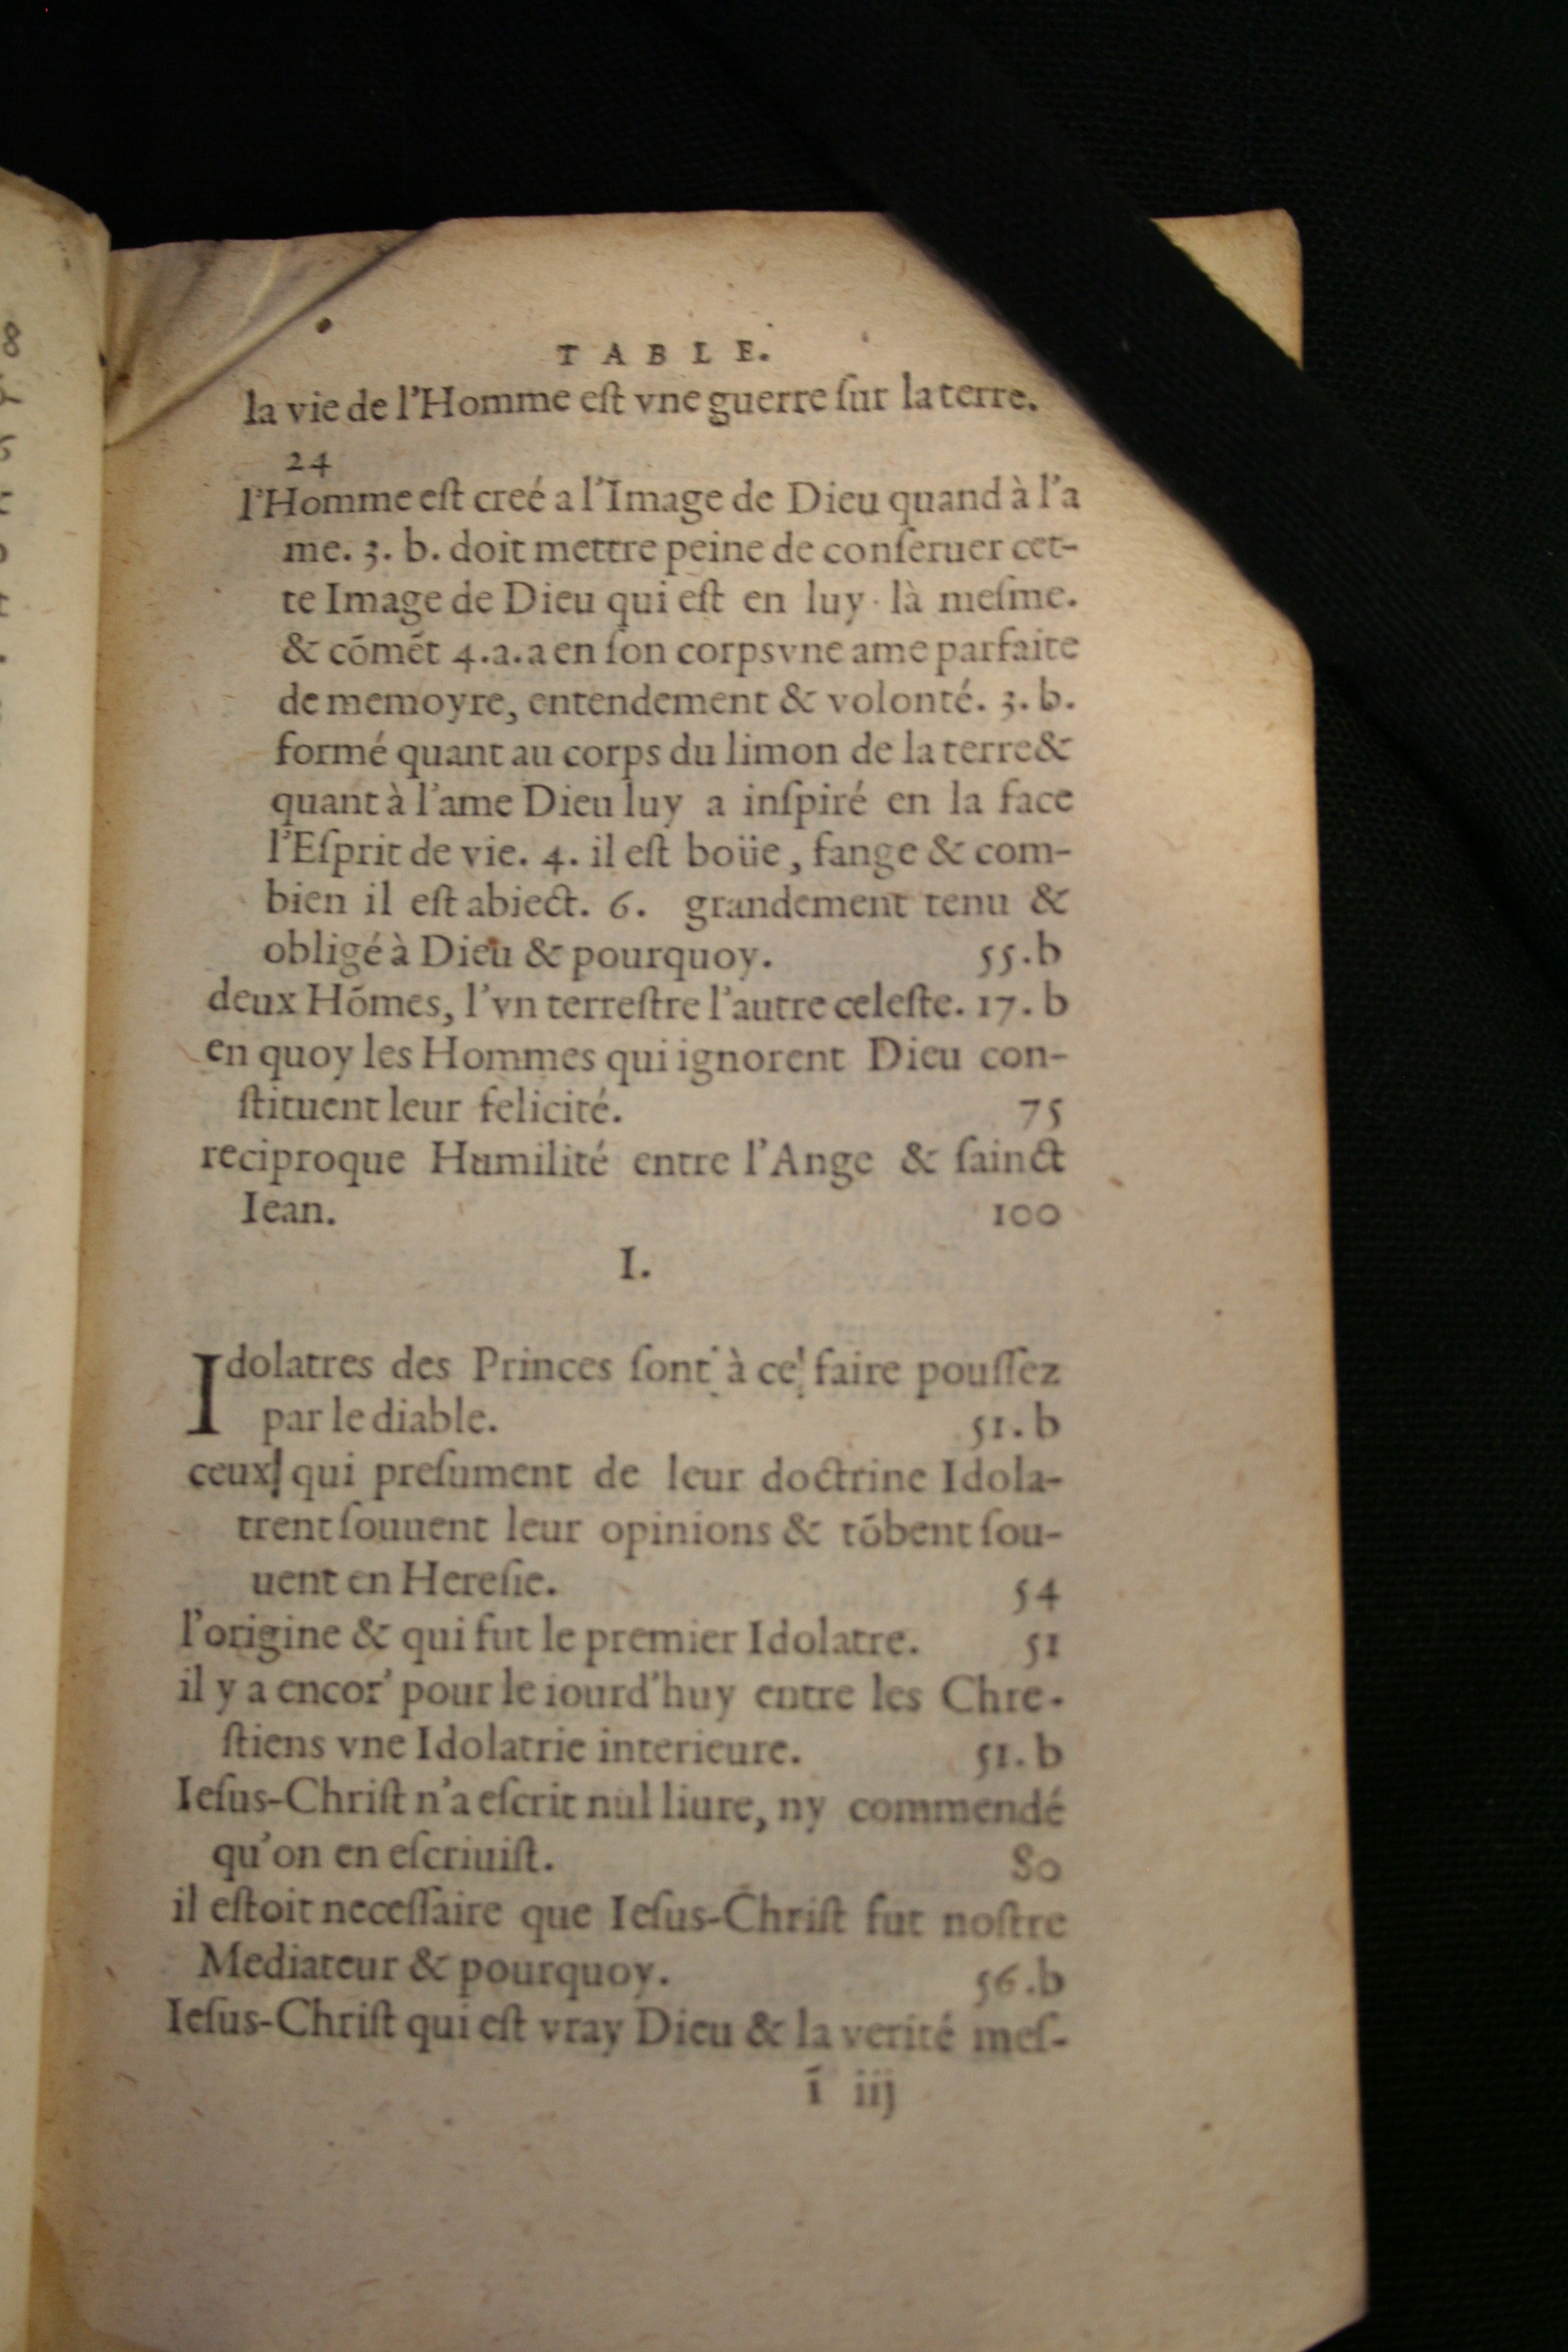 TABLE.
la vie de l'Homme eſt vne guerre ſur la terre.
24
l'Homme eſt creé a l'Image de Dieu quand à l'a
me. 3. b. doit mettre peine de conſeruer cet-
te Image de Dieu qui eſt en luy là meſme.
& cōmēt 4.a. a en ſon corps vne ame parfaite
de memoyre, entendement & volonté. 3. b.
formé quant au corps du limon de la terre &
quant à l'ame Dieu luy a inſpiré en la face
l'Eſprit de vie. 4. il eſt boüe, fange & com-
bien il eſt abiect. 6. grandement tenu &
obligé à Dieu & pourquoy. 55.b
deux Hōmes, l'vn terreſtre l'autre celeſte. 17. b
en quoy les Hommes qui ignorent Dieu con-
ſtituent leur felicité. 75
reciproque Humilité entre l'Ange & ſainct
Iean. 100
I.
Idolatres des Princes ſont à ce faire pouſſez
par le diable. 51. b
ceux qui preſument de leur doctrine Idola-
trent ſouuent leur opinions & tōbent ſou-
uent en Hereſie. 54
l'origine & qui fut le premier Idolatre. 51
il y a encor' pour le iourd'huy entre les Chre-
ſtiens vne Idolatrie interieure. 51. b
Ieſus-Chriſt n'a eſcrit nul liure, ny commendé
qu'on en eſcriuiſt. 80
il eſtoit neceſſaire que Ieſus-Chriſt fut noſtre
Mediateur & pourquoy. 56.b
Ieſus-Chriſt qui eſt vray Dieu & la verité meſ-
ī iij